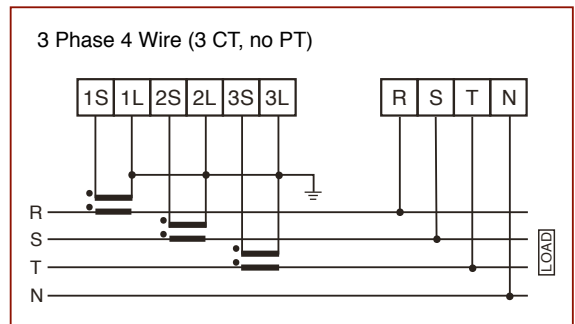 3 Phase 4 Wire (3 CT, no PT)
1S 1L 2S 2L 3S 3L R S T N
R
S
LOAD
T
N